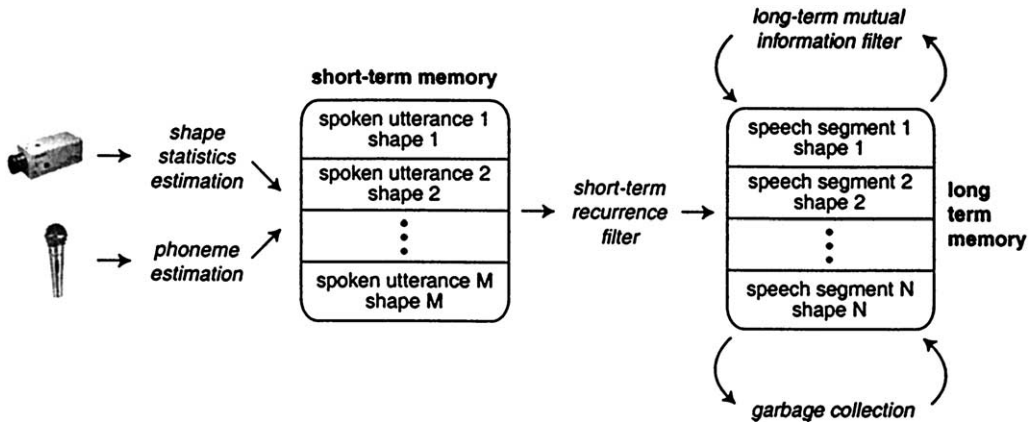 long-term mutual
information filter
short-term memory
spoken utterance 1
shape 1
spoken utterance 2
shape 2
spoken utterance M
shape M
shape
statistics
estimation
phoneme
estimation
short-term
recurrence
filter
speech segment 1
shape 1
speech segment 2
shape 2
speech segment N
shape N
long
term
memory
garbage collection